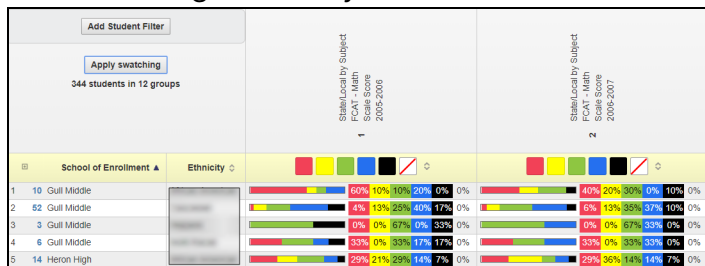 Add Student Filter
Apply swatching
344 students in 12 groups
State/Local by Subject
FCAT - Math
Scale Score
2005-2006
1
State/Local by Subject
FCAT - Math
Scale Score
2006-2007
2
School of Enrollment ▲ Ethnicity
1 10 Gull Middle 60% 10% 10% 20% 0% 0% 40% 20% 30% 0% 10% 0%
2 52 Gull Middle 4% 13% 25% 40% 17% 0% 6% 13% 35% 37% 10% 0%
3 3 Gull Middle 0% 0% 67% 0% 33% 0% 0% 0% 67% 33% 0% 0%
4 6 Gull Middle 33% 0% 33% 17% 17% 0% 33% 0% 33% 33% 0% 0%
5 14 Heron High 29% 21% 29% 14% 7% 0% 29% 36% 14% 14% 7% 0%